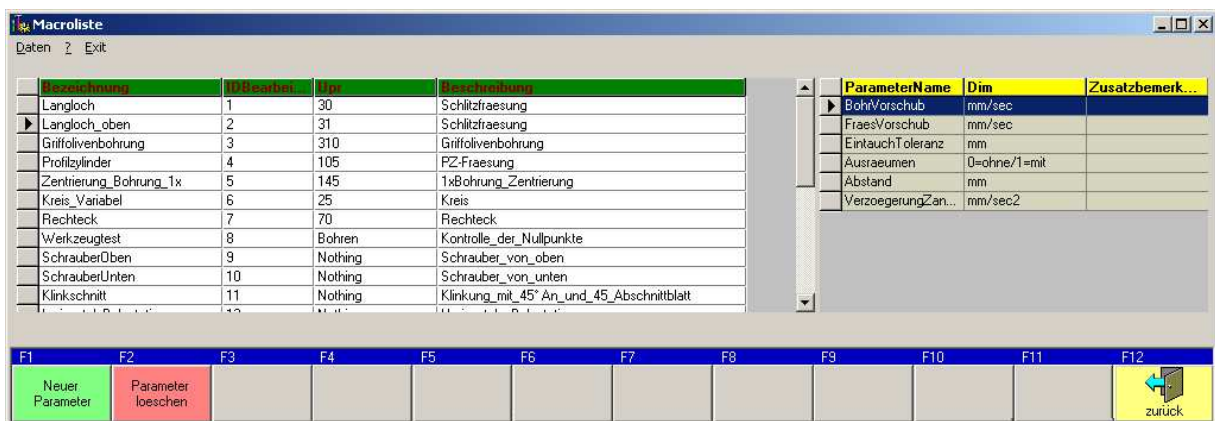 Macroliste
Daten ? Exit
Bezeichnung IDBearbei... Upr Beschreibung
Langloch 1 30 Schlitzfraesung
Langloch_oben 2 31 Schlitzfraesung
Griffolivenbohrung 3 310 Griffolivenbohrung
Profilzylinder 4 105 PZ-Fraesung
Zentrierung_Bohrung_1x 5 145 1xBohrung_Zentrierung
Kreis_Variabel 6 25 Kreis
Rechteck 7 70 Rechteck
Werkzeugtest 8 Bohren Kontrolle_der_Nullpunkte
SchrauberOben 9 Nothing Schrauber_von_oben
SchrauberUnten 10 Nothing Schrauber_von_unten
Klinkschnitt 11 Nothing Klinkung_mit_45°An_und_45_Abschnittblatt
ParameterName Dim Zusatzbemerk...
BohrVorschub mm/sec
FraesVorschub mm/sec
EintauchToleranz mm
Ausraeumen 0=ohne/1=mit
Abstand mm
VerzoegerungZan... mm/sec2
F1 F2 F3 F4 F5 F6 F7 F8 F9 F10 F11 F12
Neuer Parameter
Parameter loeschen
zurück